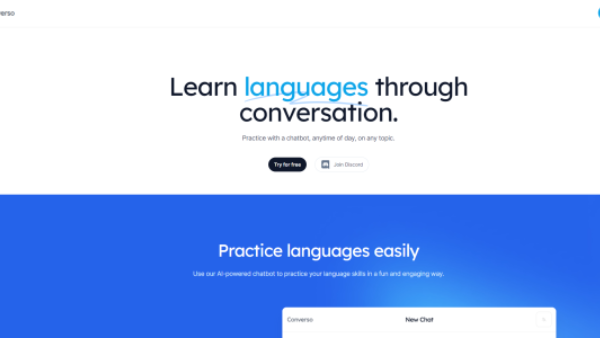 Learn languages through
conversation.
Practice with a chatbot, anytime of day, on any topic.
Try for free
Join Discord
Practice languages easily
Use our AI-powered chatbot to practice your language skills in a fun and engaging way.
Converso
New Chat